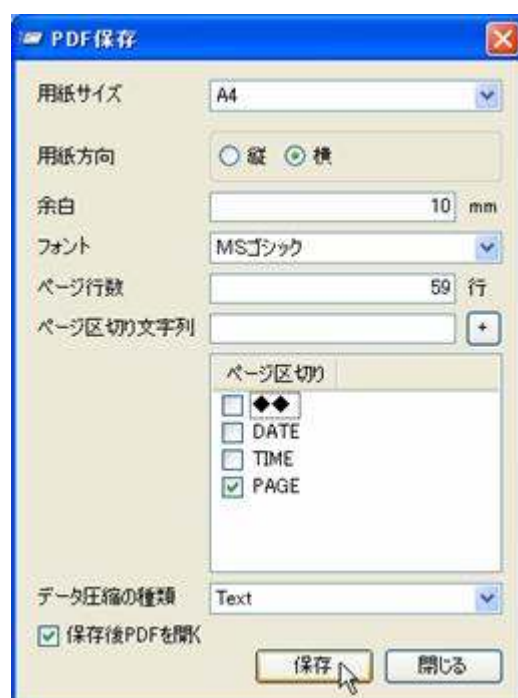 PDF保存
用紙サイズ A4
用紙方向 縦 横
余白 10 mm
フォント MSゴシック
ページ行数 59 行
ページ区切り文字列 +
ページ区切り
◆◆
DATE
TIME
PAGE
データ圧縮の種類 Text
保存後PDFを開く
保存 閉じる